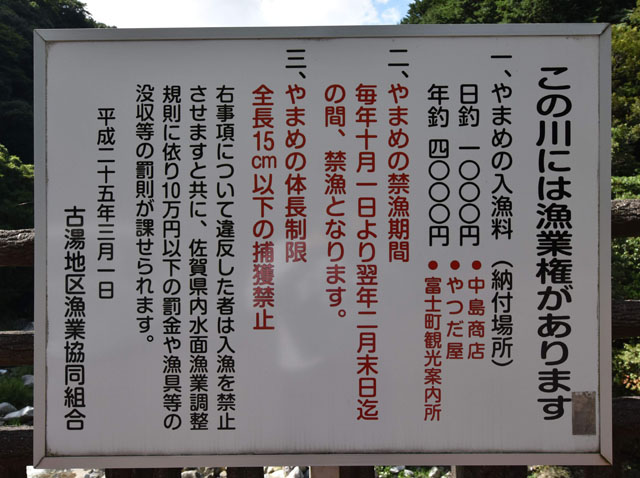 この川には漁業権があります
一、やまめの入漁料（納付場所）
日釣 一〇〇〇円
年釣 四〇〇〇円
●中島商店
●やつだ屋
●富士町観光案内所
二、やまめの禁漁期間
毎年十月一日より翌年二月末日迄
の間、禁漁となります。
三、やまめの体長制限
全長15cm以下の捕獲禁止
右事項について違反した者は入漁を禁止
させますと共に、佐賀県内水面漁業調整
規則に依り10万円以下の罰金や漁具等の
没収等の罰則が課せられます。
平成二十五年三月一日
古湯地区漁業協同組合